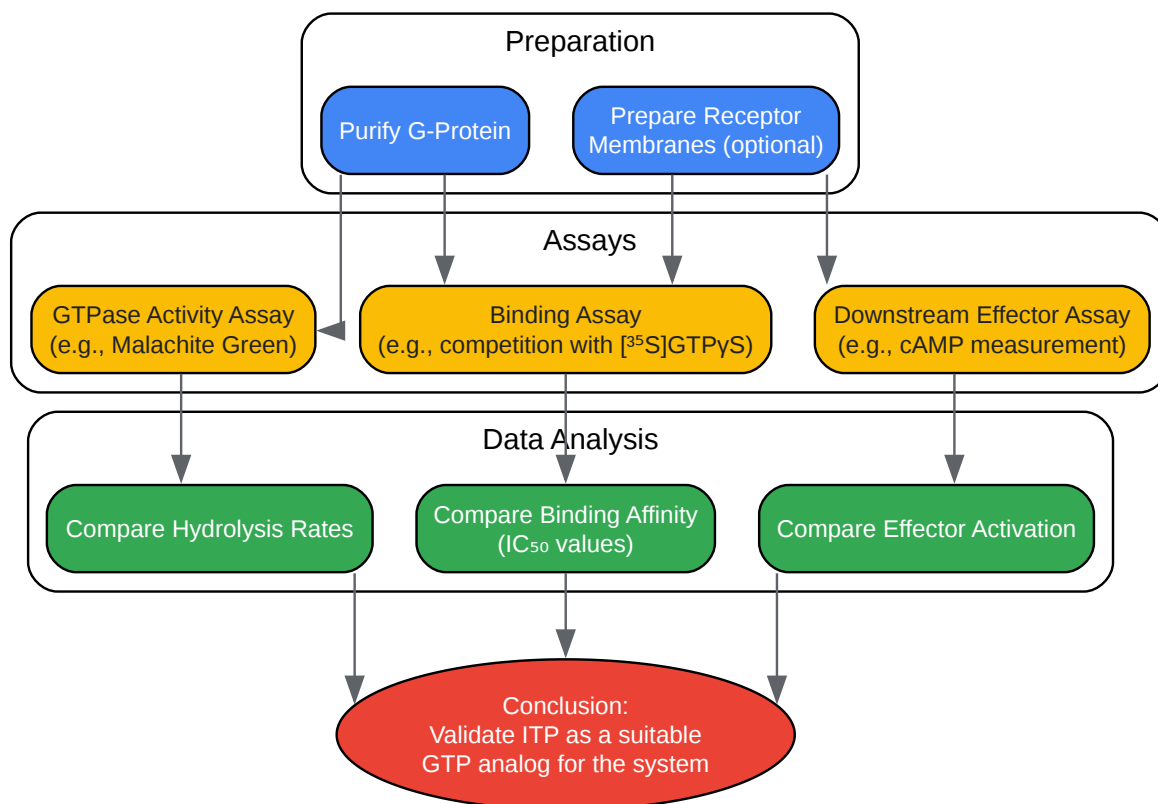 Preparation
Purify G-Protein
Prepare Receptor
Membranes (optional)
Assays
GTPase Activity Assay
(e.g., Malachite Green)
Binding Assay
(e.g., competition with [³⁵S]GTPγS)
Downstream Effector Assay
(e.g., cAMP measurement)
Data Analysis
Compare Hydrolysis Rates
Compare Binding Affinity
(IC₅₀ values)
Compare Effector Activation
Conclusion:
Validate ITP as a suitable
GTP analog for the system